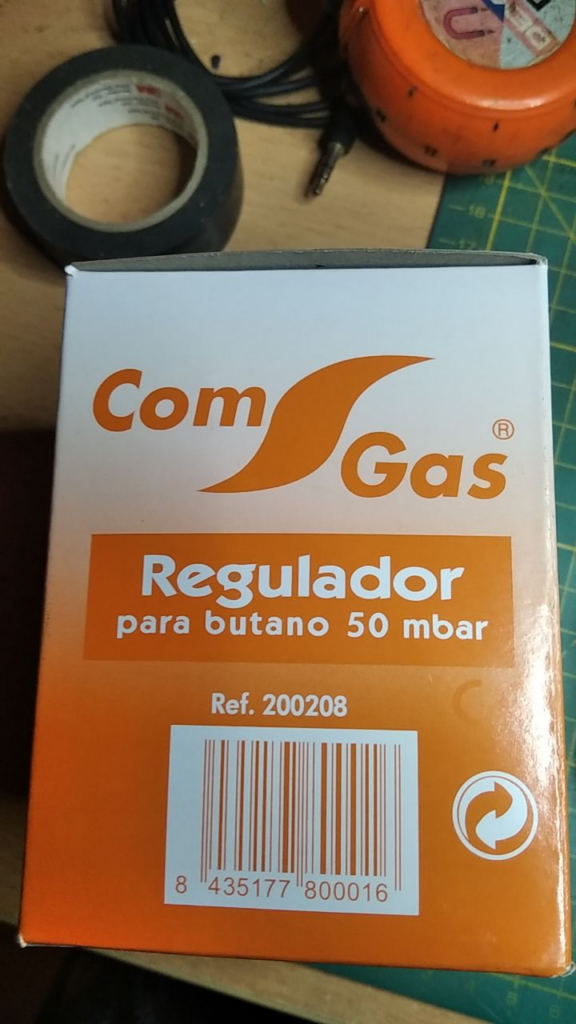 Com
Gas
®
Regulador
para butano 50 mbar
Ref. 200208
8 435177 800016